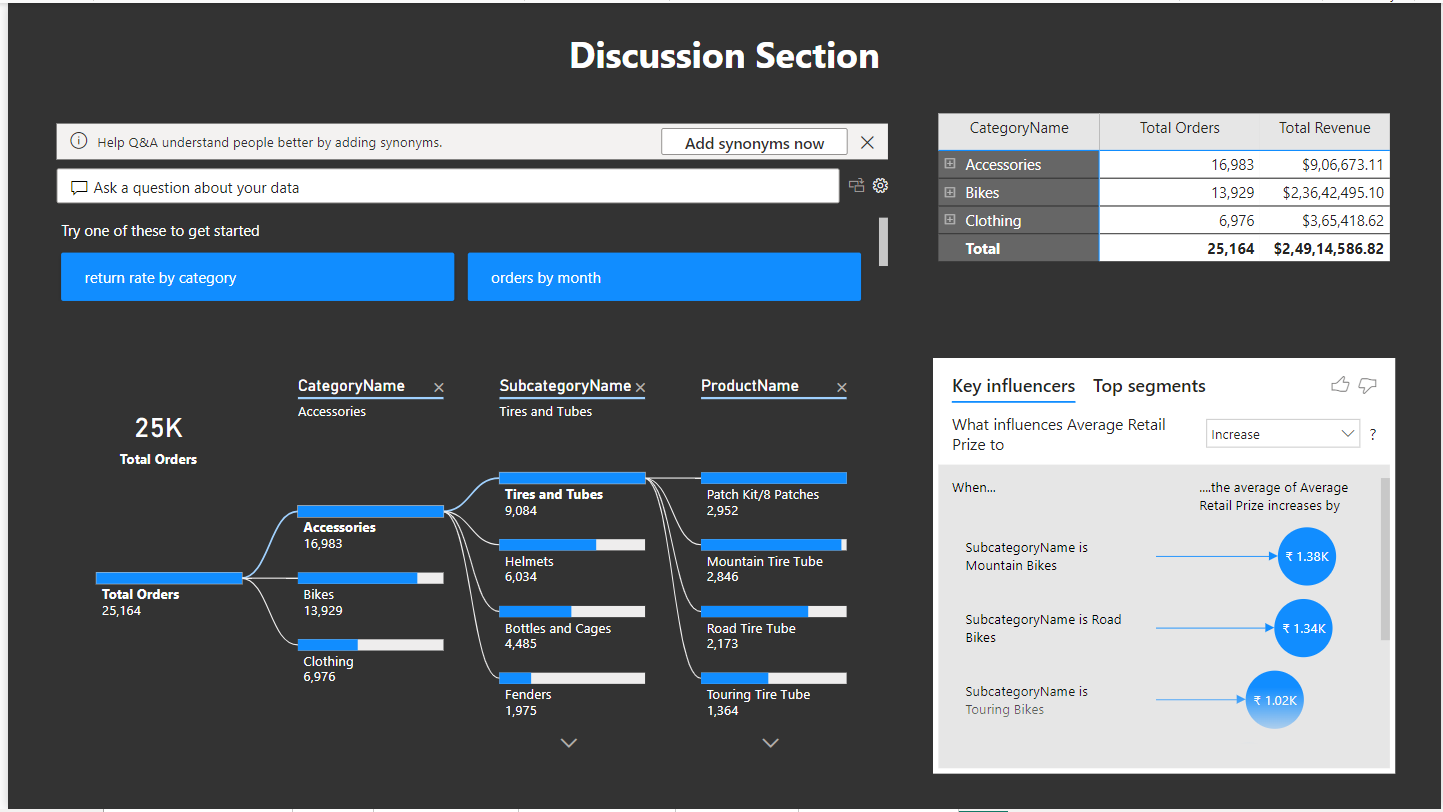 Discussion Section
Help Q&A understand people better by adding synonyms.
Add synonyms now
Ask a question about your data
Try one of these to get started
return rate by category
orders by month
CategoryName Total Orders Total Revenue
Accessories 16,983 $9,06,673.11
Bikes 13,929 $2,36,42,495.10
Clothing 6,976 $3,65,418.62
Total 25,164 $2,49,14,586.82
25K
Total Orders
CategoryName
Accessories
SubcategoryName
Tires and Tubes
ProductName
Total Orders
25,164
Accessories
16,983
Bikes
13,929
Clothing
6,976
Tires and Tubes
9,084
Helmets
6,034
Bottles and Cages
4,485
Fenders
1,975
Patch Kit/8 Patches
2,952
Mountain Tire Tube
2,846
Road Tire Tube
2,173
Touring Tire Tube
1,364
Key influencers Top segments
What influences Average Retail
Prize to
Increase
?
When...
....the average of Average
Retail Prize increases by
SubcategoryName is
Mountain Bikes
₹ 1.38K
SubcategoryName is Road
Bikes
₹ 1.34K
SubcategoryName is
Touring Bikes
₹ 1.02K